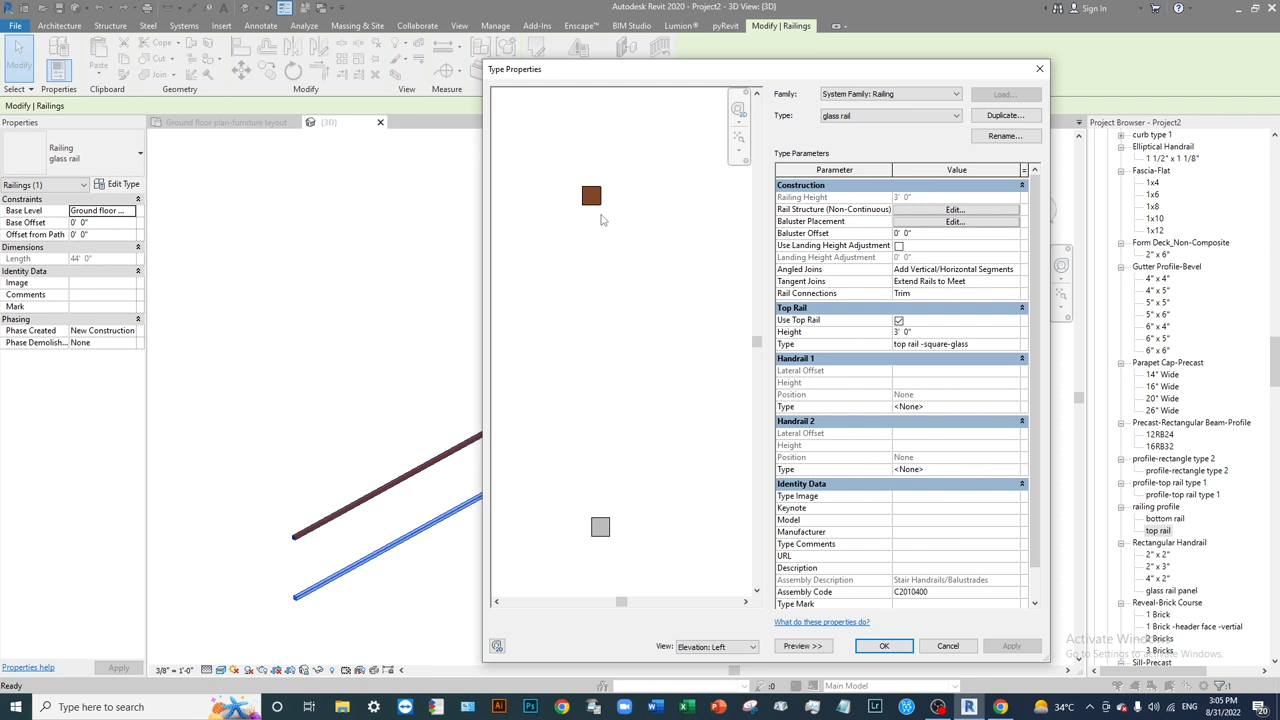 Autodesk Revit 2020 - Project2 - 3D View: {3D}
Sign In
File Architecture Structure Steel Systems Insert Annotate Analyze Massing & Site Collaborate View Manage Add-Ins Enscape™ BIM Studio Lumion® pyRevit Modify | Railings
Modify Paste Cope Cut Join
Select Properties Clipboard Geometry Modify View Measure
Modify | Railings
Properties
Railing
glass rail
Railings (1) Edit Type
Constraints
Base Level Ground floor ...
Base Offset 0' 0"
Offset from Path 0' 0"
Dimensions
Length 44' 0"
Identity Data
Image
Comments
Mark
Phasing
Phase Created New Construction
Phase Demolish... None
Properties help Apply
Ground floor plan-furniture layout {3D}
Type Properties
Family: System Family: Railing Load...
Type: glass rail Duplicate...
Rename...
Type Parameters
Parameter Value =
Construction
Railing Height 3' 0"
Rail Structure (Non-Continuous) Edit...
Baluster Placement Edit...
Baluster Offset 0' 0"
Use Landing Height Adjustment
Landing Height Adjustment 0' 0"
Angled Joins Add Vertical/Horizontal Segments
Tangent Joins Extend Rails to Meet
Rail Connections Trim
Top Rail
Use Top Rail
Height 3' 0"
Type top rail -square-glass
Handrail 1
Lateral Offset
Height
Position None
Type <None>
Handrail 2
Lateral Offset
Height
Position None
Type <None>
Identity Data
Type Image
Keynote
Model
Manufacturer
Type Comments
URL
Description
Assembly Description Stair Handrails/Balustrades
Assembly Code C2010400
Type Mark
What do these properties do?
View: Elevation: Left Preview >> OK Cancel Apply
Project Browser - Project2
curb type 1
Elliptical Handrail
1 1/2" x 1 1/8"
Fascia-Flat
1x4
1x6
1x8
1x10
1x12
Form Deck_Non-Composite
2" x 6"
Gutter Profile-Bevel
4" x 4"
5" x 5"
5" x 6"
6" x 4"
6" x 5"
6" x 6"
Parapet Cap-Precast
14" Wide
16" Wide
20" Wide
26" Wide
Precast-Rectangular Beam-Profile
12RB24
16RB32
profile-rectangle type 2
profile-rectangle type 2
profile-top rail type 1
profile-top rail type 1
railing profile
bottom rail
top rail
Rectangular Handrail
2" x 2"
2" x 3"
4" x 2"
glass rail panel
Reveal-Brick Course
1 Brick
1 Brick -header face -vertial
2 Bricks
3 Bricks
Sill-Precast
Activate Windows
Go to Settings to activate Windows.
3/8" = 1'-0"
Ready :0 Main Model :1
Type here to search
34°C
3:05 PM
8/31/2022